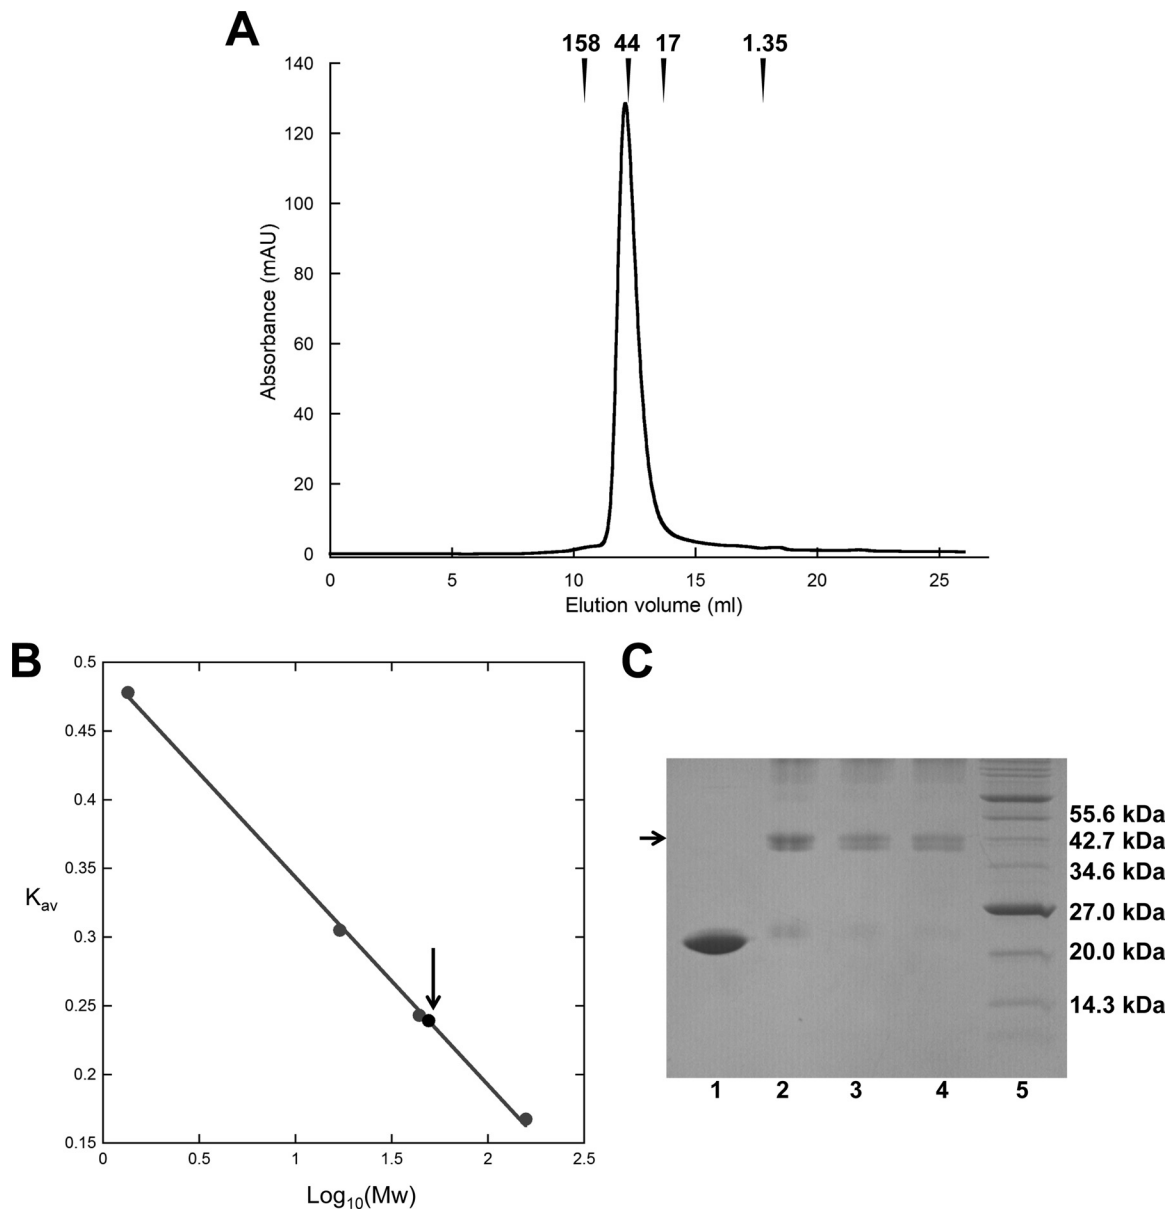 A
158 44 17 1.35
140
120
100
80
60
40
20
0
Absorbance (mAU)
0 5 10 15 20 25
Elution volume (ml)
B
0.5
0.45
0.4
0.35
0.3
0.25
0.2
0.15
Kav
0 0.5 1 1.5 2 2.5
Log10(Mw)
C
55.6 kDa
42.7 kDa
34.6 kDa
27.0 kDa
20.0 kDa
14.3 kDa
1 2 3 4 5